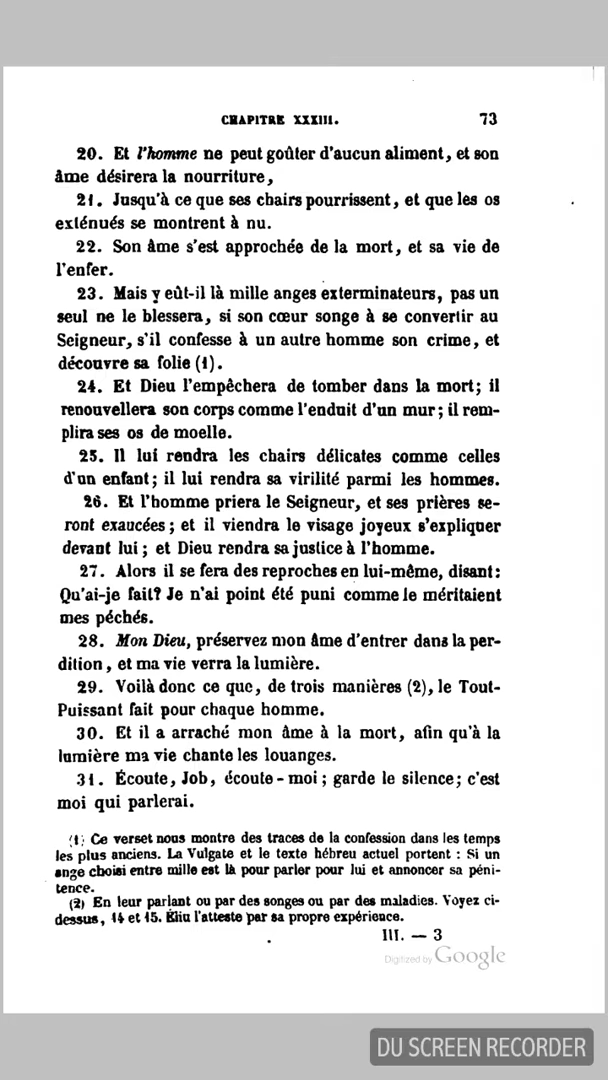 CHAPITRE XXXIII. 73
20. Et l'homme ne peut goûter d'aucun aliment, et son
âme désirera la nourriture,
21. Jusqu'à ce que ses chairs pourrissent, et que les os
exténués se montrent à nu.
22. Son âme s'est approchée de la mort, et sa vie de
l'enfer.
23. Mais y eût-il là mille anges exterminateurs, pas un
seul ne le blessera, si son cœur songe à se convertir au
Seigneur, s'il confesse à un autre homme son crime, et
découvre sa folie (1).
24. Et Dieu l'empêchera de tomber dans la mort; il
renouvellera son corps comme l'enduit d'un mur; il rem-
plira ses os de moelle.
25. Il lui rendra les chairs délicates comme celles
d'un enfant; il lui rendra sa virilité parmi les hommes.
26. Et l'homme priera le Seigneur, et ses prières se-
ront exaucées; et il viendra le visage joyeux s'expliquer
devant lui; et Dieu rendra sa justice à l'homme.
27. Alors il se fera des reproches en lui-même, disant:
Qu'ai-je fait? Je n'ai point été puni comme le méritaient
mes péchés.
28. Mon Dieu, préservez mon âme d'entrer dans la per-
dition, et ma vie verra la lumière.
29. Voilà donc ce que, de trois manières (2), le Tout-
Puissant fait pour chaque homme.
30. Et il a arraché mon âme à la mort, afin qu'à la
lumière ma vie chante les louanges.
31. Écoute, Job, écoute-moi; garde le silence; c'est
moi qui parlerai.
(1) Ce verset nous montre des traces de la confession dans les temps
les plus anciens. La Vulgate et le texte hébreu actuel portent : Si un
ange choisi entre mille est là pour parler pour lui et annoncer sa péni-
tence.
(2) En leur parlant ou par des songes ou par des maladies. Voyez ci-
dessus, 14 et 15. Éliu l'atteste par sa propre expérience.
III. — 3
Digitized by Google
DU SCREEN RECORDER